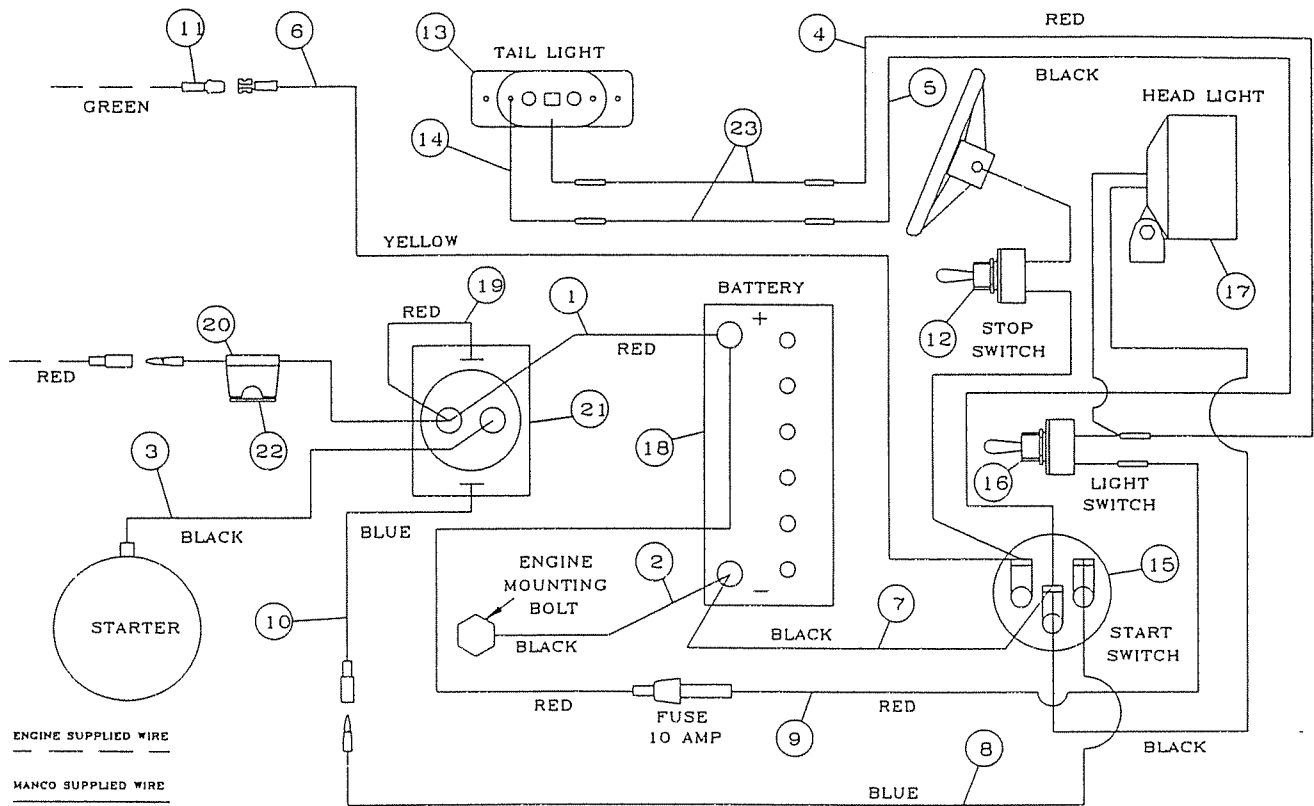 RED
11
6
13
TAIL LIGHT
4
BLACK
5
HEAD LIGHT
GREEN
14
23
YELLOW
19
1
BATTERY
12
STOP
SWITCH
17
20
RED
RED
+
RED
22
21
3
18
16
LIGHT
SWITCH
BLACK
BLUE
ENGINE
MOUNTING
BOLT
2
15
10
–
7
STARTER
BLACK
BLACK
START
SWITCH
RED
FUSE
10 AMP
9
RED
BLACK
ENGINE SUPPLIED WIRE
8
MANCO SUPPLIED WIRE
BLUE